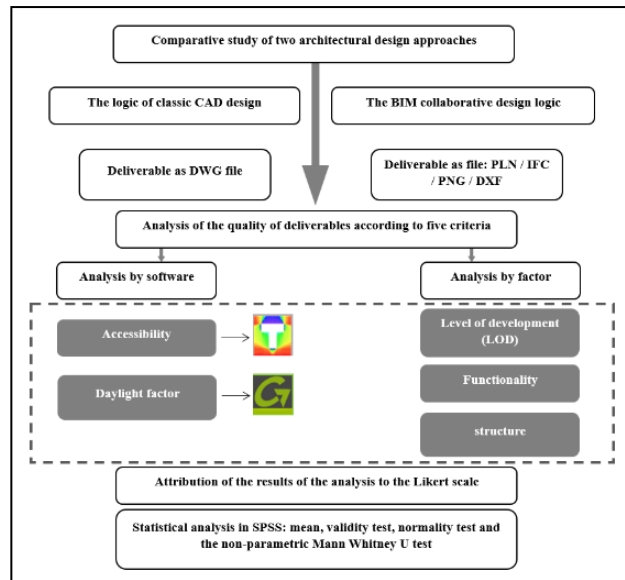 Comparative study of two architectural design approaches
The logic of classic CAD design
The BIM collaborative design logic
Deliverable as DWG file
Deliverable as file: PLN / IFC
/ PNG / DXF
Analysis of the quality of deliverables according to five criteria
Analysis by software
Analysis by factor
Accessibility
Level of development
(LOD)
Daylight factor
Functionality
structure
Attribution of the results of the analysis to the Likert scale
Statistical analysis in SPSS: mean, validity test, normality test and
the non-parametric Mann Whitney U test